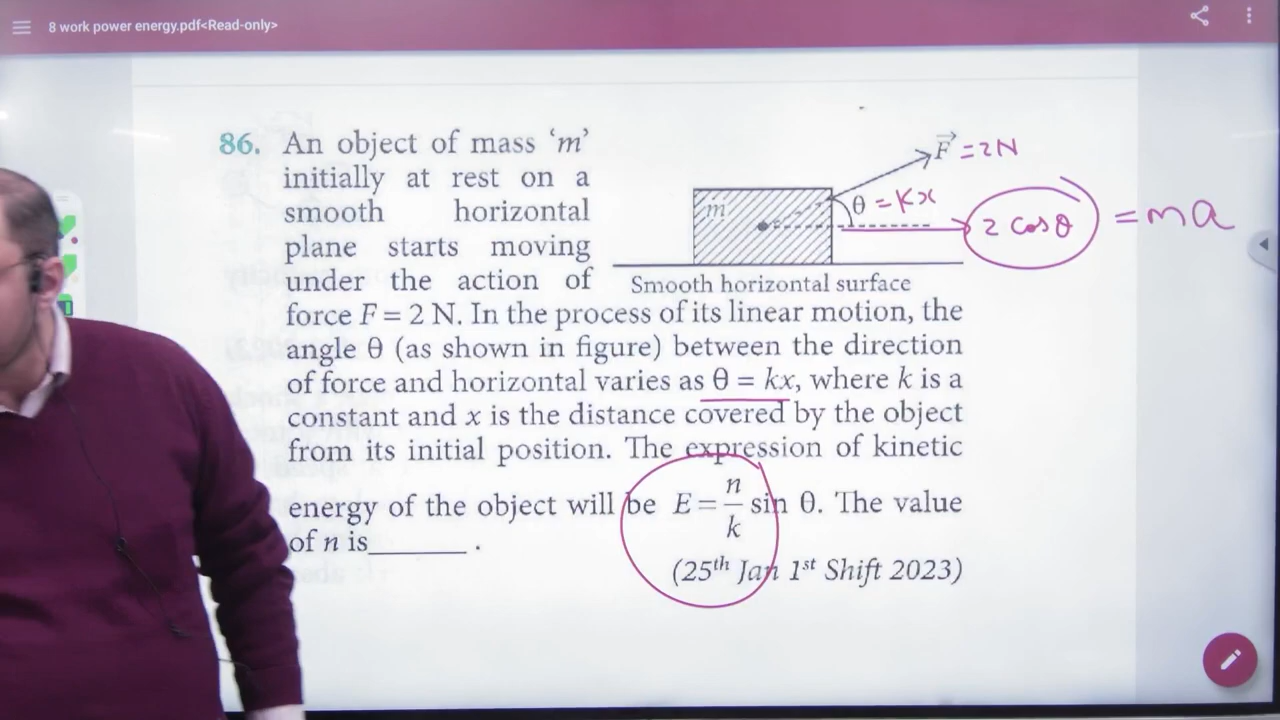 8 work power energy.pdf<Read-only>
86. An object of mass ‘m’
initially at rest on a
smooth horizontal
plane starts moving
under the action of
m
F⃗ = 2N
θ = Kx
2 cosθ = ma
Smooth horizontal surface
force F = 2 N. In the process of its linear motion, the
angle θ (as shown in figure) between the direction
of force and horizontal varies as θ = kx, where k is a
constant and x is the distance covered by the object
from its initial position. The expression of kinetic
energy of the object will be E = n/k sin θ. The value
of n is______ .
(25th Jan 1st Shift 2023)